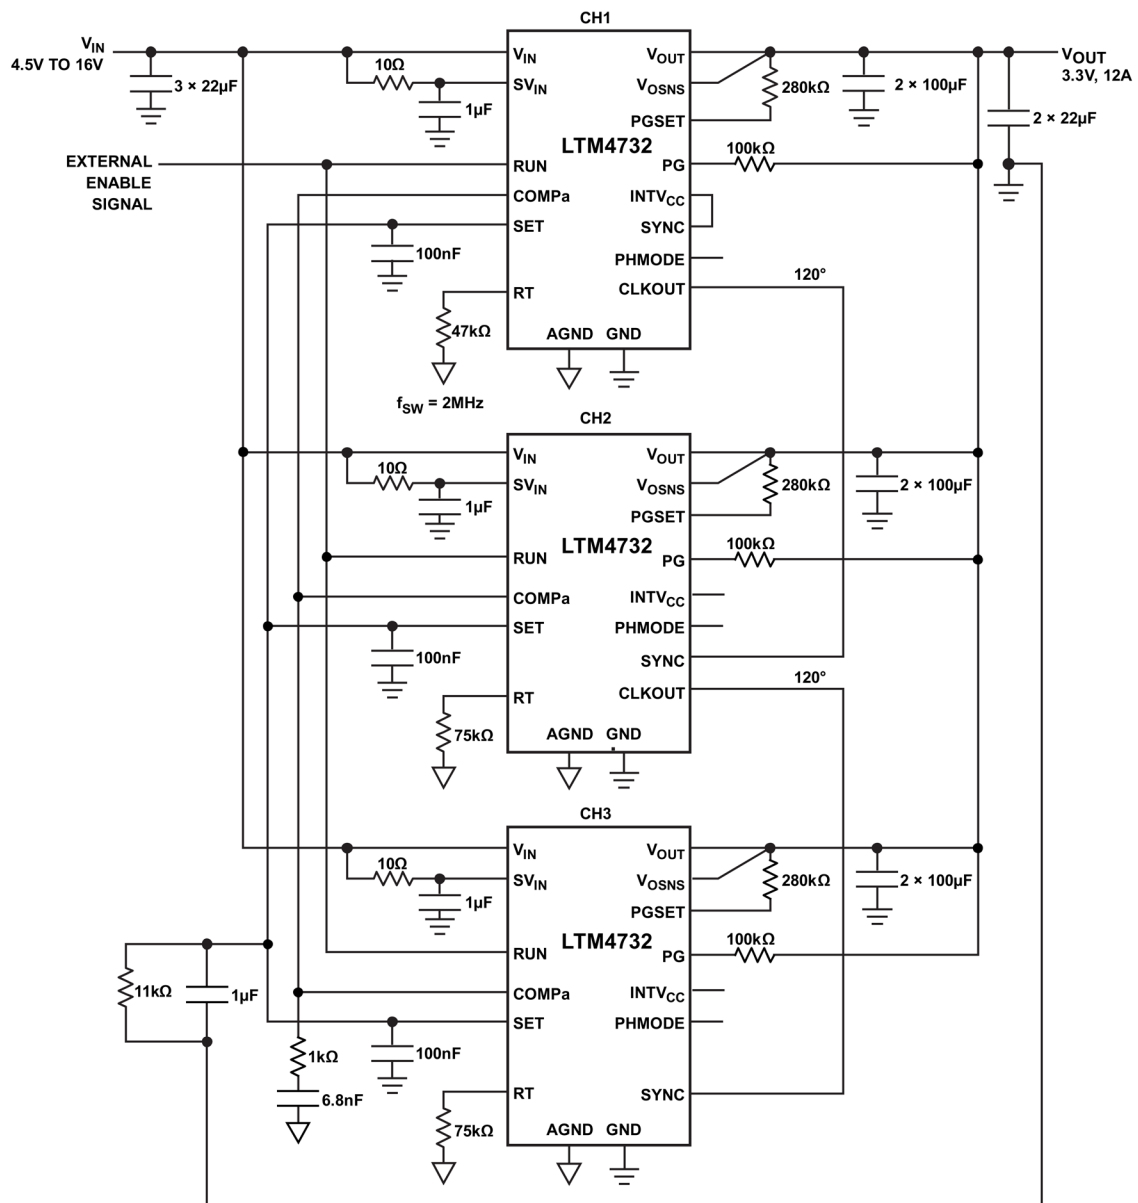 CH1
VIN
4.5V TO 16V
3 × 22µF
10Ω
1µF
EXTERNAL
ENABLE
SIGNAL
100nF
47kΩ
fSW = 2MHz
VIN
SVIN
RUN
COMPa
SET
RT
LTM4732
AGND GND
VOUT
VOSNS
PGSET
PG
INTVCC
SYNC
PHMODE
CLKOUT
280kΩ
100kΩ
2 × 100µF
120°
VOUT
3.3V, 12A
2 × 22µF
CH2
10Ω
1µF
100nF
75kΩ
VIN
SVIN
RUN
COMPa
SET
RT
LTM4732
AGND GND
VOUT
VOSNS
PGSET
PG
INTVCC
PHMODE
SYNC
CLKOUT
280kΩ
100kΩ
2 × 100µF
120°
CH3
10Ω
1µF
11kΩ
1µF
1kΩ
6.8nF
100nF
75kΩ
VIN
SVIN
RUN
COMPa
SET
RT
LTM4732
AGND GND
VOUT
VOSNS
PGSET
PG
INTVCC
PHMODE
SYNC
280kΩ
100kΩ
2 × 100µF